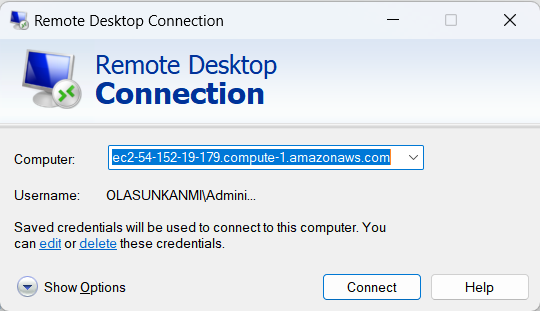 Remote Desktop Connection
Remote Desktop
Connection
Computer:
ec2-54-152-19-179.compute-1.amazonaws.com
Username:
OLASUNKANMI\Admini...
Saved credentials will be used to connect to this computer. You
can edit or delete these credentials.
Show Options
Connect
Help